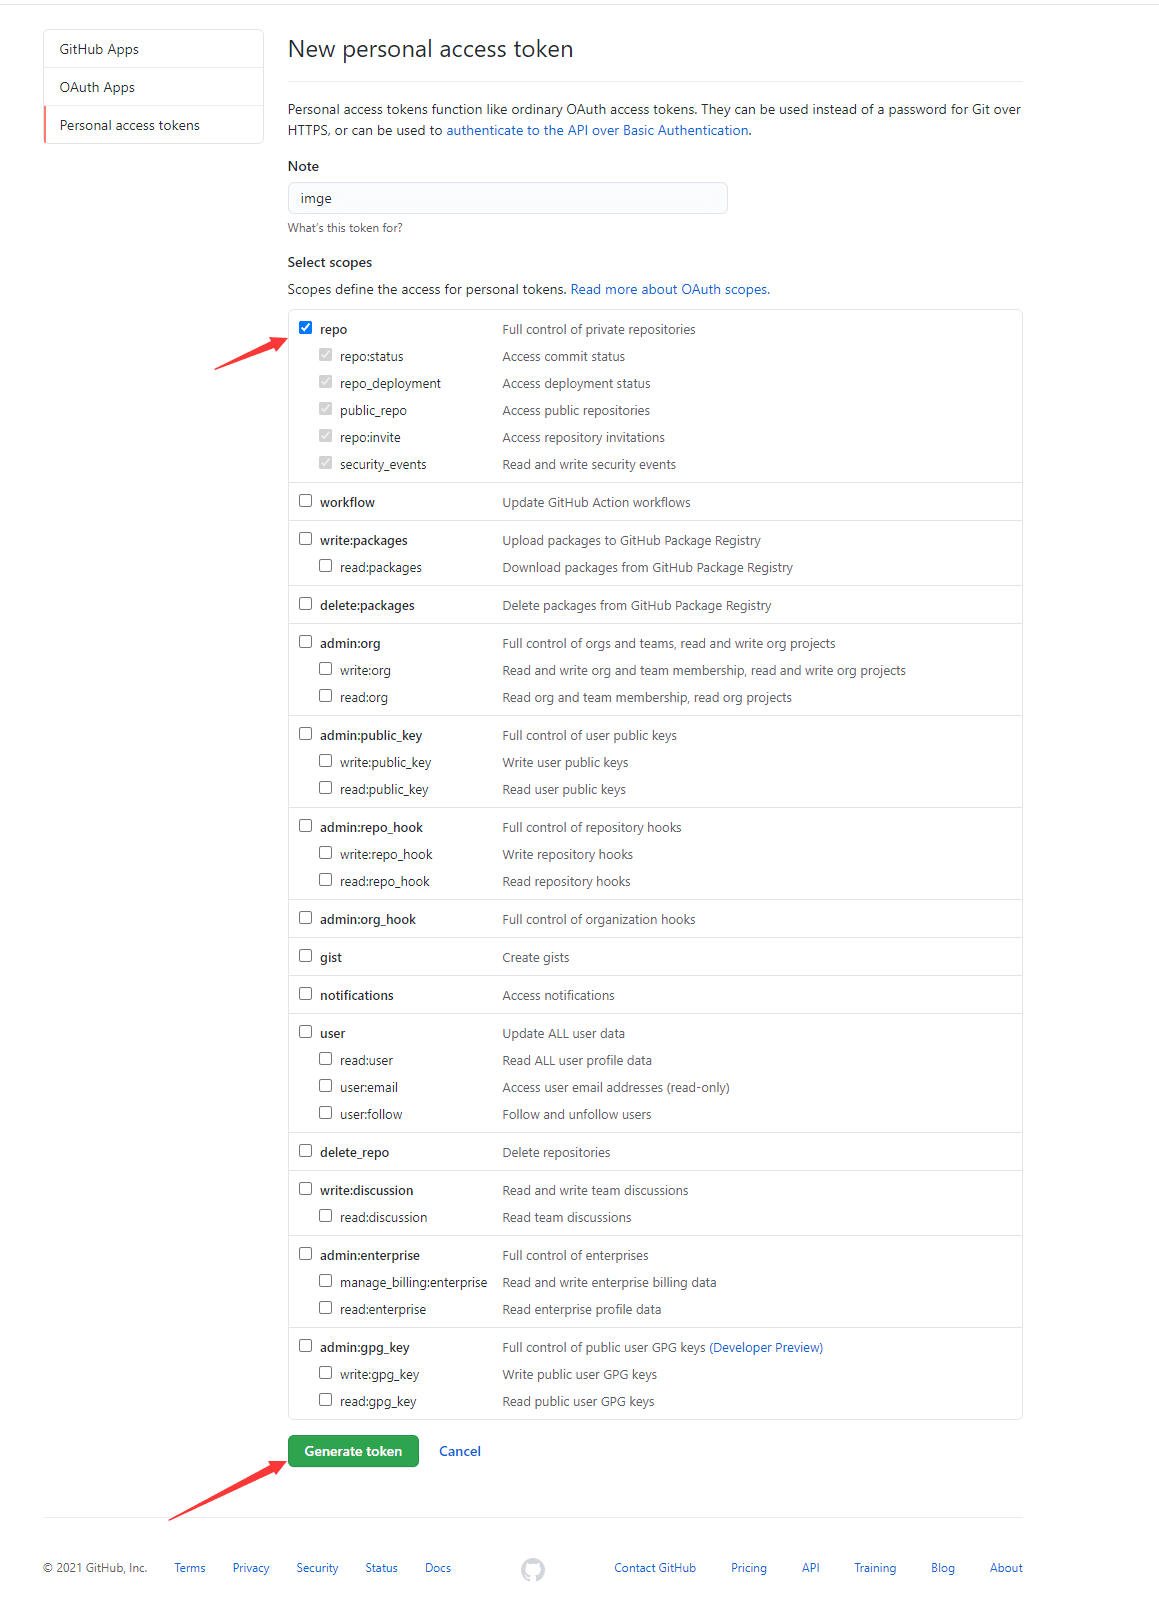 GitHub Apps
OAuth Apps
Personal access tokens
New personal access token
Personal access tokens function like ordinary OAuth access tokens. They can be used instead of a password for Git over
HTTPS, or can be used to authenticate to the API over Basic Authentication.
Note
imge
What's this token for?
Select scopes
Scopes define the access for personal tokens. Read more about OAuth scopes.
repo Full control of private repositories
repo:status Access commit status
repo_deployment Access deployment status
public_repo Access public repositories
repo:invite Access repository invitations
security_events Read and write security events
workflow Update GitHub Action workflows
write:packages Upload packages to GitHub Package Registry
read:packages Download packages from GitHub Package Registry
delete:packages Delete packages from GitHub Package Registry
admin:org Full control of orgs and teams, read and write org projects
write:org Read and write org and team membership, read and write org projects
read:org Read org and team membership, read org projects
admin:public_key Full control of user public keys
write:public_key Write user public keys
read:public_key Read user public keys
admin:repo_hook Full control of repository hooks
write:repo_hook Write repository hooks
read:repo_hook Read repository hooks
admin:org_hook Full control of organization hooks
gist Create gists
notifications Access notifications
user Update ALL user data
read:user Read ALL user profile data
user:email Access user email addresses (read-only)
user:follow Follow and unfollow users
delete_repo Delete repositories
write:discussion Read and write team discussions
read:discussion Read team discussions
admin:enterprise Full control of enterprises
manage_billing:enterprise Read and write enterprise billing data
read:enterprise Read enterprise profile data
admin:gpg_key Full control of public user GPG keys (Developer Preview)
write:gpg_key Write public user GPG keys
read:gpg_key Read public user GPG keys
Generate token Cancel
© 2021 GitHub, Inc. Terms Privacy Security Status Docs Contact GitHub Pricing API Training Blog About